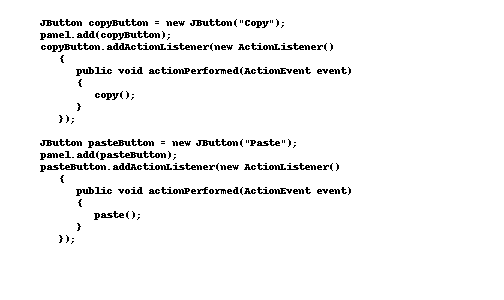 JButton copyButton = new JButton("Copy");
panel.add(copyButton);
copyButton.addActionListener(new ActionListener()
{
public void actionPerformed(ActionEvent event)
{
copy();
}
});
JButton pasteButton = new JButton("Paste");
panel.add(pasteButton);
pasteButton.addActionListener(new ActionListener()
{
public void actionPerformed(ActionEvent event)
{
paste();
}
});